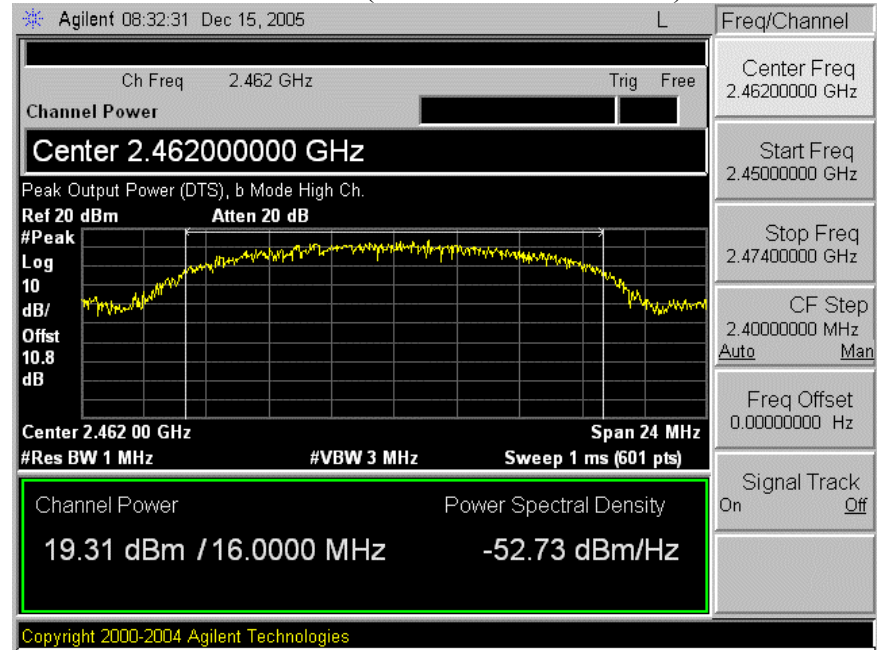 Agilent 08:32:31 Dec 15, 2005 L
Freq/Channel
Ch Freq 2.462 GHz Trig Free
Channel Power
Center 2.462000000 GHz
Peak Output Power (DTS), b Mode High Ch.
Ref 20 dBm Atten 20 dB
#Peak
Log
10
dB/
Offst
10.8
dB
Center 2.462 00 GHz Span 24 MHz
#Res BW 1 MHz #VBW 3 MHz Sweep 1 ms (601 pts)
Channel Power Power Spectral Density
19.31 dBm / 16.0000 MHz -52.73 dBm/Hz
Center Freq
2.46200000 GHz
Start Freq
2.45000000 GHz
Stop Freq
2.47400000 GHz
CF Step
2.40000000 MHz
Auto Man
Freq Offset
0.00000000 Hz
Signal Track
On Off
Copyright 2000-2004 Agilent Technologies